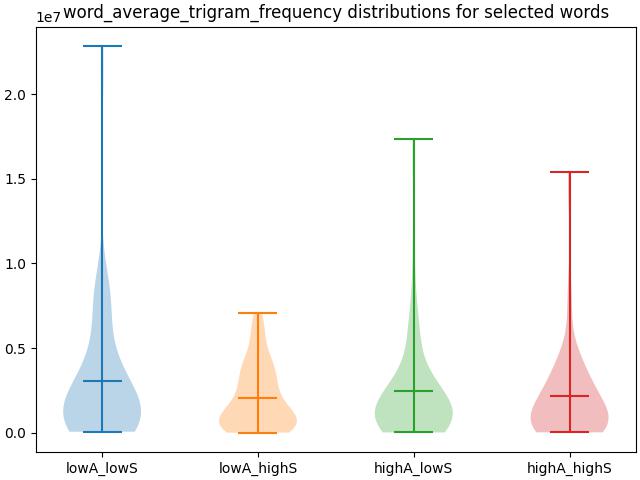 word_average_trigram_frequency distributions for selected words
1e7
2.0
1.5
1.0
0.5
0.0
lowA_lowS lowA_highS highA_lowS highA_highS